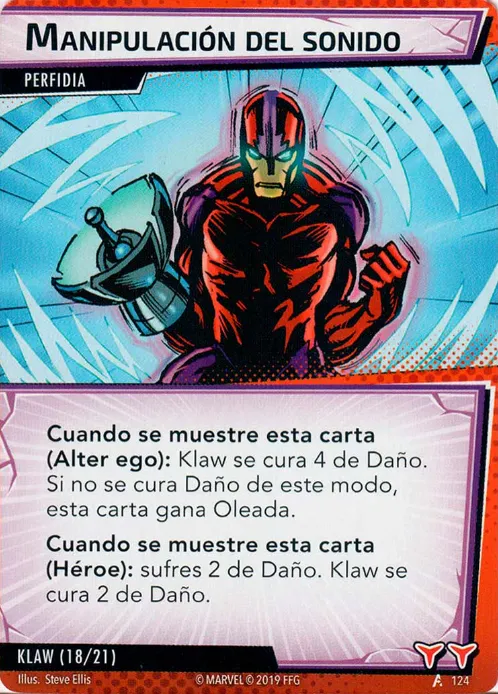 MANIPULACIÓN DEL SONIDO
PERFIDIA
Cuando se muestre esta carta
(Alter ego): Klaw se cura 4 de Daño.
Si no se cura Daño de este modo,
esta carta gana Oleada.
Cuando se muestre esta carta
(Héroe): sufres 2 de Daño. Klaw se
cura 2 de Daño.
KLAW (18/21)
Illus. Steve Ellis
© MARVEL © 2019 FFG
124